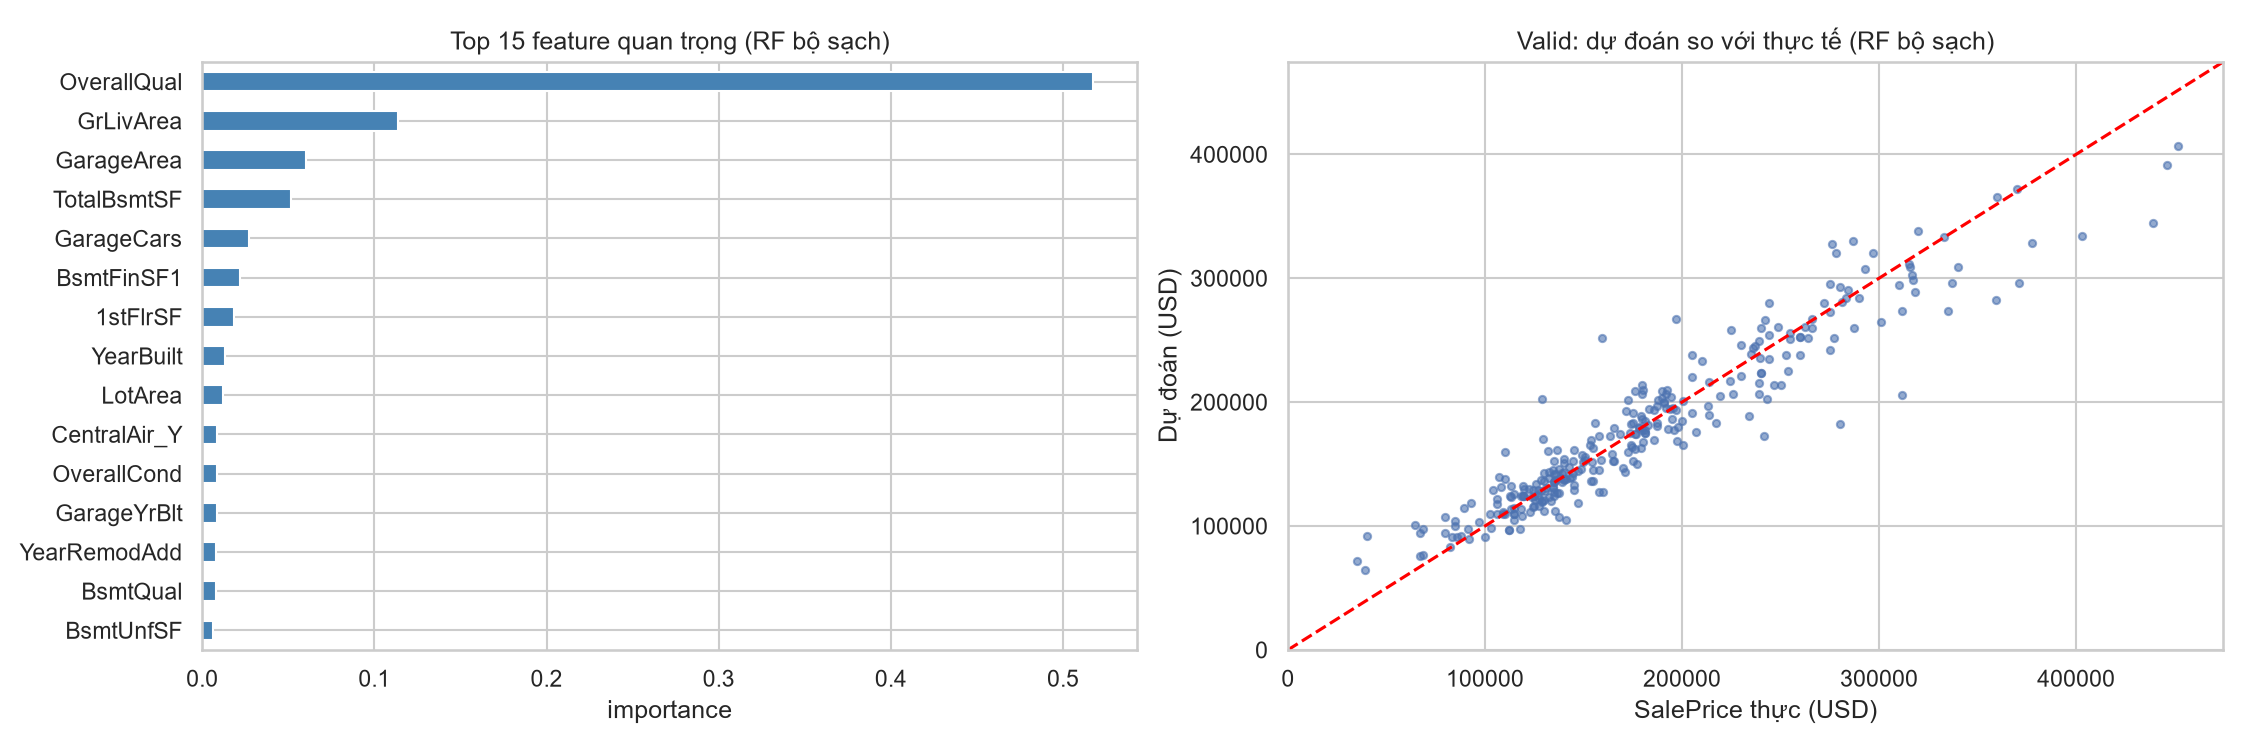 Top 15 feature quan trọng (RF bộ sạch)
OverallQual
GrLivArea
GarageArea
TotalBsmtSF
GarageCars
BsmtFinSF1
1stFlrSF
YearBuilt
LotArea
CentralAir_Y
OverallCond
GarageYrBlt
YearRemodAdd
BsmtQual
BsmtUnfSF
0.0 0.1 0.2 0.3 0.4 0.5
importance
Valid: dự đoán so với thực tế (RF bộ sạch)
Dự đoán (USD)
400000
300000
200000
100000
0
0 100000 200000 300000 400000
SalePrice thực (USD)